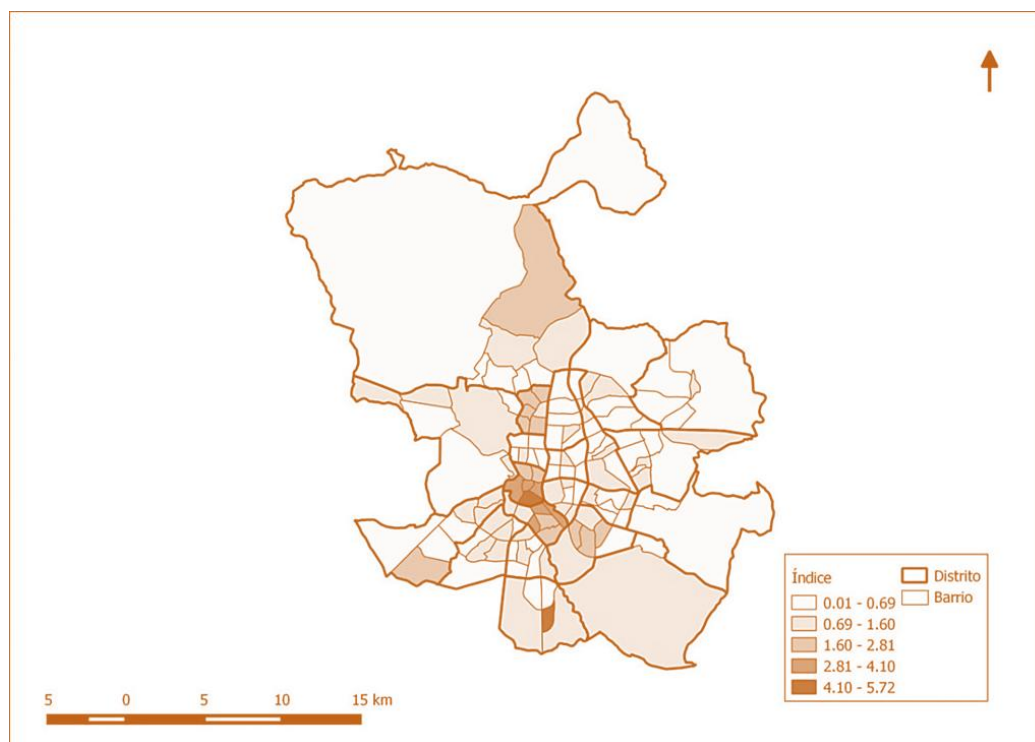 Índice
0.01 - 0.69
0.69 - 1.60
1.60 - 2.81
2.81 - 4.10
4.10 - 5.72
Distrito
Barrio
5 0 5 10 15 km